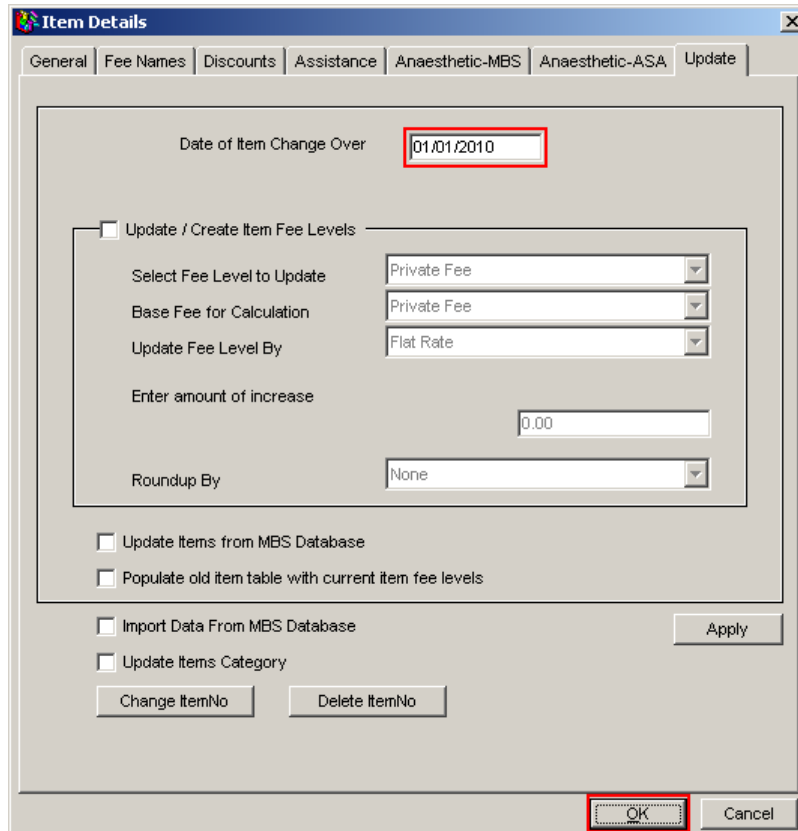 Item Details
General Fee Names Discounts Assistance Anaesthetic-MBS Anaesthetic-ASA Update
Date of Item Change Over 01/01/2010
Update / Create Item Fee Levels
Select Fee Level to Update Private Fee
Base Fee for Calculation Private Fee
Update Fee Level By Flat Rate
Enter amount of increase
0.00
Roundup By None
Update Items from MBS Database
Populate old item table with current item fee levels
Import Data From MBS Database Apply
Update Items Category
Change ItemNo Delete ItemNo
OK Cancel